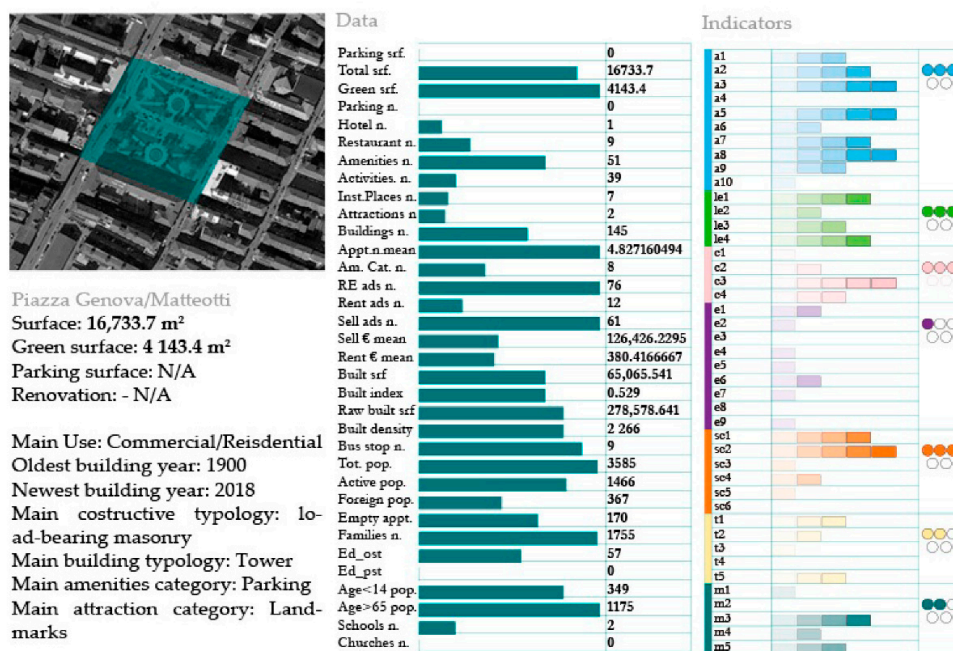 Data
Indicators
Parking srf. 0
Total srf. 16733.7
Green srf. 4143.4
Parking n. 0
Hotel n. 1
Restaurant n. 9
Amenities n. 51
Activities. n. 39
Inst.Places n. 7
Attractions n 2
Buildings n. 145
Appt.n.mean 4.827160494
Am. Cat. n. 8
RE ads n. 76
Rent ads n. 12
Sell ads n. 61
Sell € mean 126,426.2295
Rent € mean 380.4166667
Built srf 65,065.541
Built index 0.529
Raw built srf 278,578.641
Built density 2 266
Bus stop n. 9
Tot. pop. 3585
Active pop. 1466
Foreign pop. 367
Empty appt. 170
Families n. 1755
Ed_ost 57
Ed_pst 0
Age<14 pop. 349
Age>65 pop. 1175
Schools n. 2
Churches n. 0
Piazza Genova/Matteotti
Surface: 16,733.7 m²
Green surface: 4 143.4 m²
Parking surface: N/A
Renovation: - N/A
Main Use: Commercial/Reisdential
Oldest building year: 1900
Newest building year: 2018
Main costructive typology: lo-
ad-bearing masonry
Main building typology: Tower
Main amenities category: Parking
Main attraction category: Land-
marks
a1
a2
a3
a4
a5
a6
a7
a8
a9
a10
le1
le2
le3
le4
c1
c2
c3
c4
e1
e2
e3
e4
e5
e6
e7
e8
e9
sc1
sc2
sc3
sc4
sc5
sc6
t1
t2
t3
t4
t5
m1
m2
m3
m4
m5